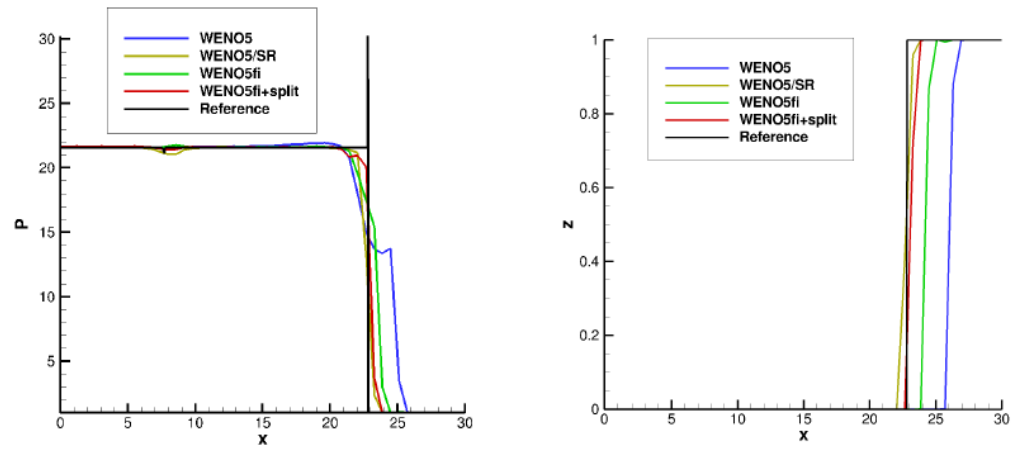 WENO5
WENO5/SR
WENO5fi
WENO5fi+split
Reference
30
25
20
15
10
5
P
0 5 10 15 20 25 30
x
WENO5
WENO5/SR
WENO5fi
WENO5fi+split
Reference
1
0.8
0.6
0.4
0.2
0
z
0 5 10 15 20 25 30
x